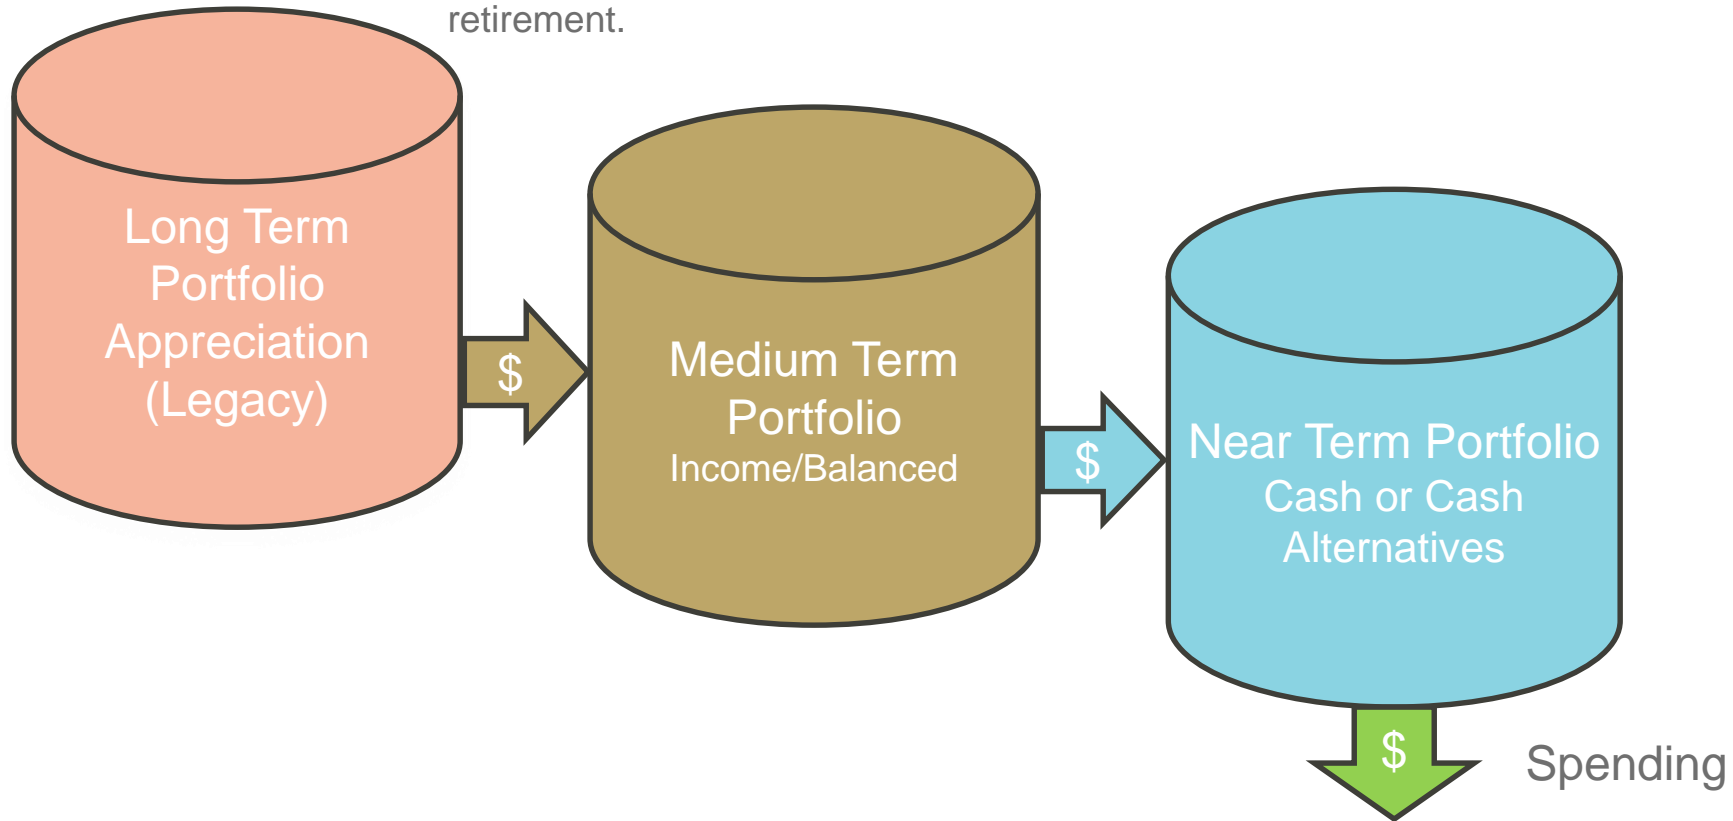 retirement.
Long Term
Portfolio
Appreciation
(Legacy)
$
Medium Term
Portfolio
Income/Balanced
$
Near Term Portfolio
Cash or Cash
Alternatives
$
Spending